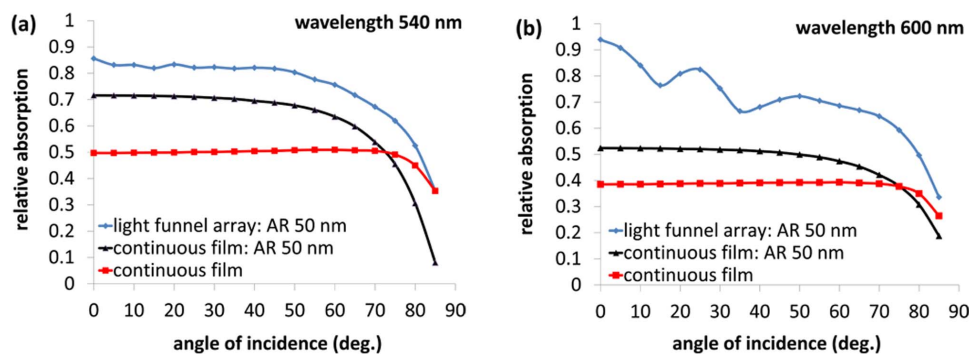 (a)
wavelength 540 nm
1
0.9
0.8
0.7
0.6
0.5
0.4
0.3
0.2
0.1
0
relative absorption
light funnel array: AR 50 nm
continuous film: AR 50 nm
continuous film
0 10 20 30 40 50 60 70 80 90
angle of incidence (deg.)
(b)
wavelength 600 nm
1
0.9
0.8
0.7
0.6
0.5
0.4
0.3
0.2
0.1
0
relative absorption
light funnel array: AR 50 nm
continuous film: AR 50 nm
continuous film
0 10 20 30 40 50 60 70 80 90
angle of incidence (deg.)